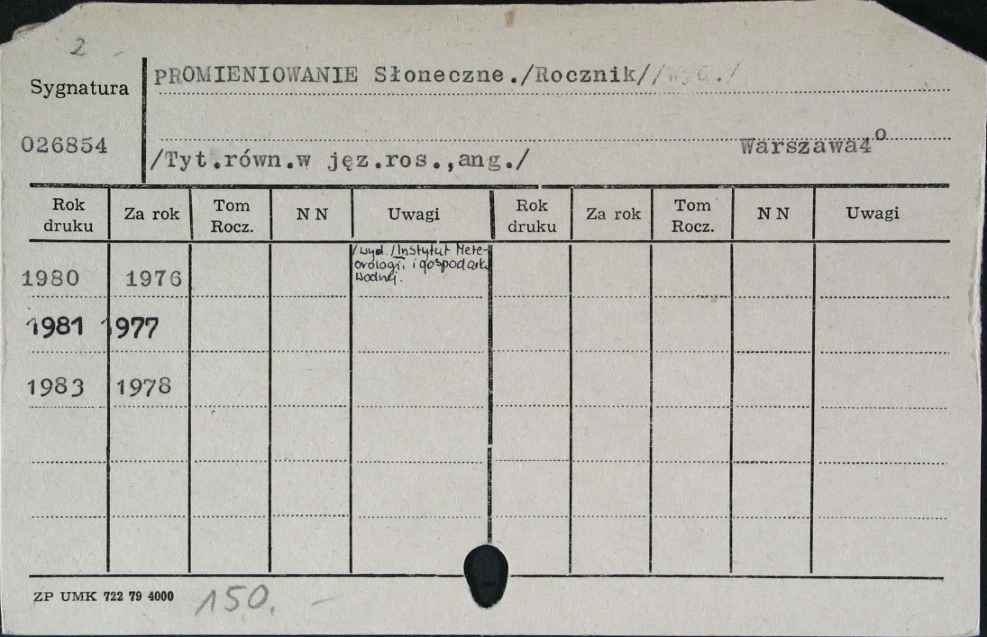 2
PROMIENIOWANIE Słoneczne./Rocznik//Wyd./
Sygnatura
026854
Warszawa4°
/Tyt.równ.w jęz.ros.,ang./
Rok druku Za rok Tom Rocz. N N Uwagi Rok druku Za rok Tom Rocz. N N Uwagi
/wyd./Instytut Mete-
orologii i gospodarki
wodnej.
1980 1976
1981 1977
1983 1978
ZP UMK 722 79 4000
150. –